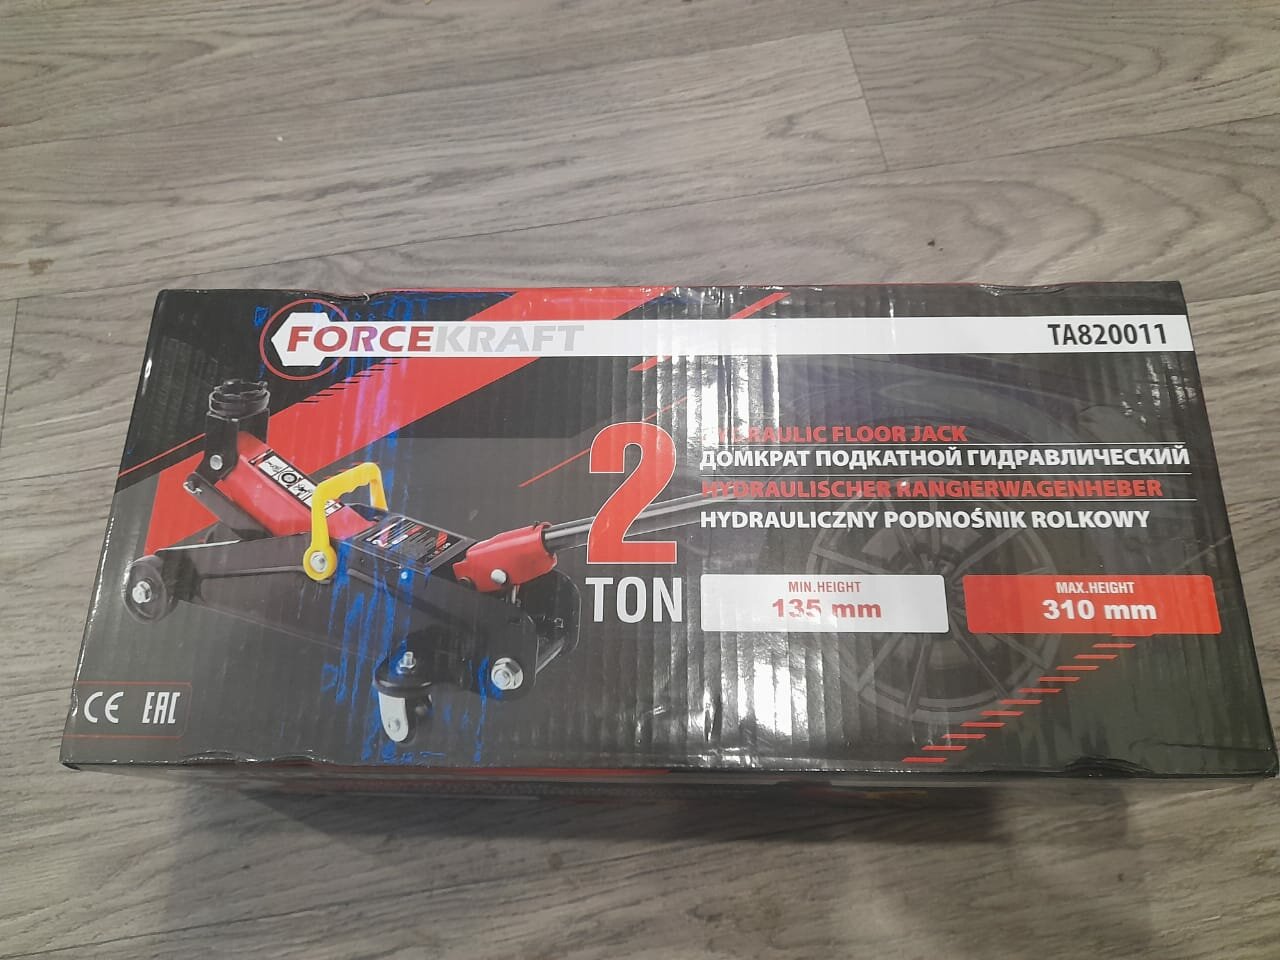 FORCEKRAFT
TA820011
2
TON
HYDRAULIC FLOOR JACK
ДОМКРАТ ПОДКАТНОЙ ГИДРАВЛИЧЕСКИЙ
HYDRAULISCHER RANGIERWAGENHEBER
HYDRAULICZNY PODNOŚNIK ROLKOWY
MIN.HEIGHT
135 mm
MAX.HEIGHT
310 mm
CE EAC